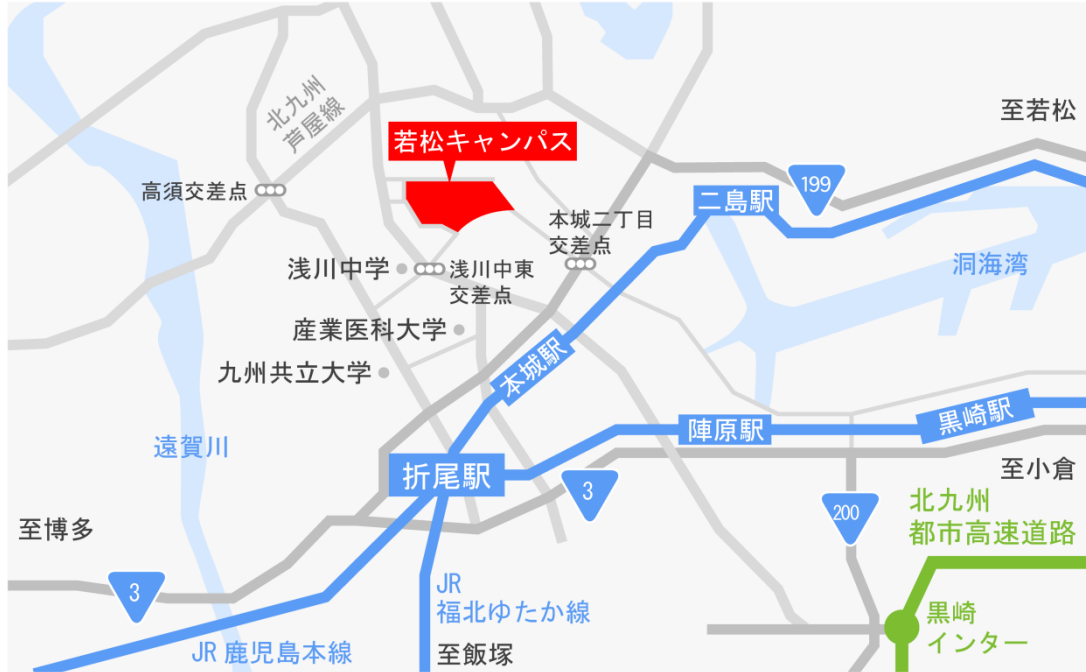 北九州
芦屋線
至若松
若松キャンパス
199
高須交差点
二島駅
本城二丁目
交差点
浅川中学
浅川中東
交差点
洞海湾
産業医科大学
本城駅
九州共立大学
黒崎駅
陣原駅
遠賀川
折尾駅
至小倉
3
200
北九州
都市高速道路
至博多
3
JR
福北ゆたか線
黒崎
インター
JR 鹿児島本線
至飯塚